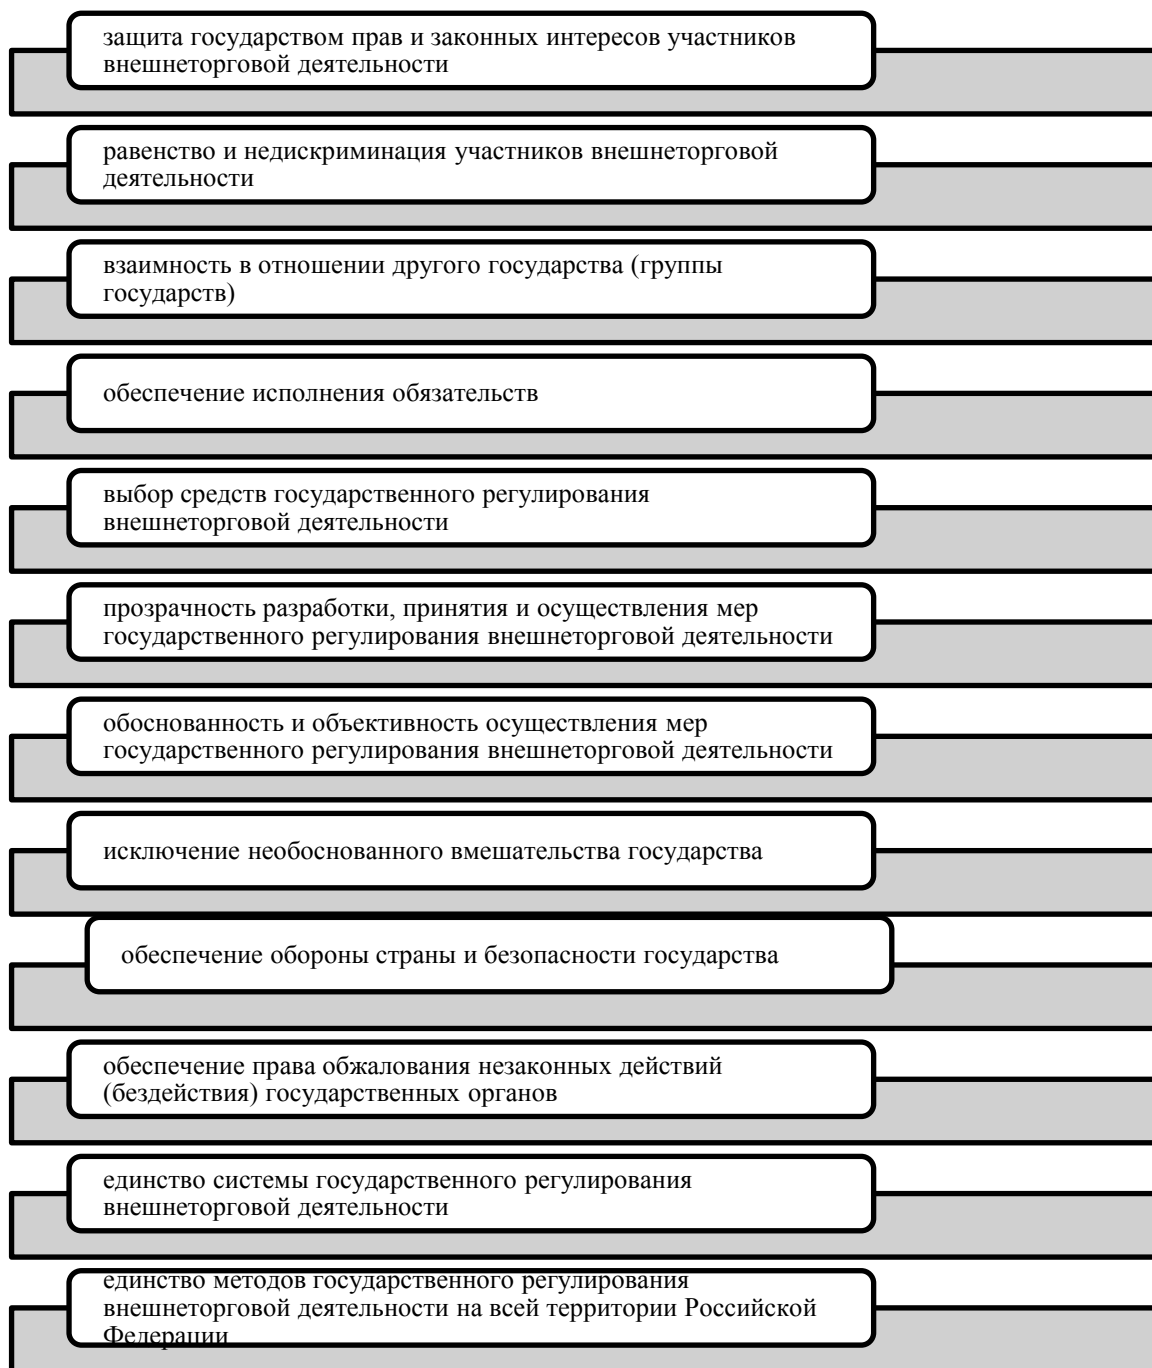 защита государством прав и законных интересов участников
внешнеторговой деятельности
равенство и недискриминация участников внешнеторговой
деятельности
взаимность в отношении другого государства (группы
государств)
обеспечение исполнения обязательств
выбор средств государственного регулирования
внешнеторговой деятельности
прозрачность разработки, принятия и осуществления мер
государственного регулирования внешнеторговой деятельности
обоснованность и объективность осуществления мер
государственного регулирования внешнеторговой деятельности
исключение необоснованного вмешательства государства
обеспечение обороны страны и безопасности государства
обеспечение права обжалования незаконных действий
(бездействия) государственных органов
единство системы государственного регулирования
внешнеторговой деятельности
единство методов государственного регулирования
внешнеторговой деятельности на всей территории Российской
Федерации